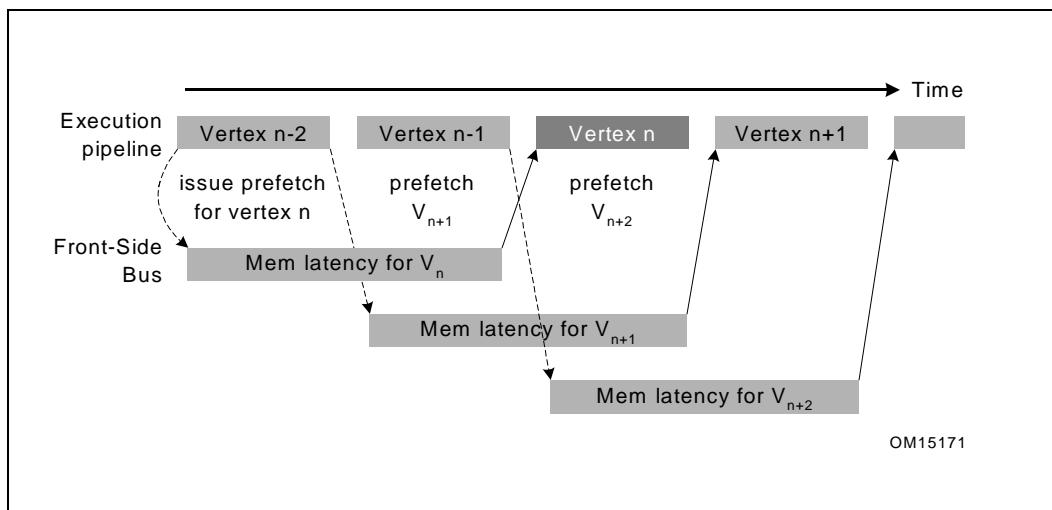 Time
Execution
pipeline
Vertex n-2
Vertex n-1
Vertex n
Vertex n+1
issue prefetch
for vertex n
prefetch
Vn+1
prefetch
Vn+2
Front-Side
Bus
Mem latency for Vn
Mem latency for Vn+1
Mem latency for Vn+2
OM15171